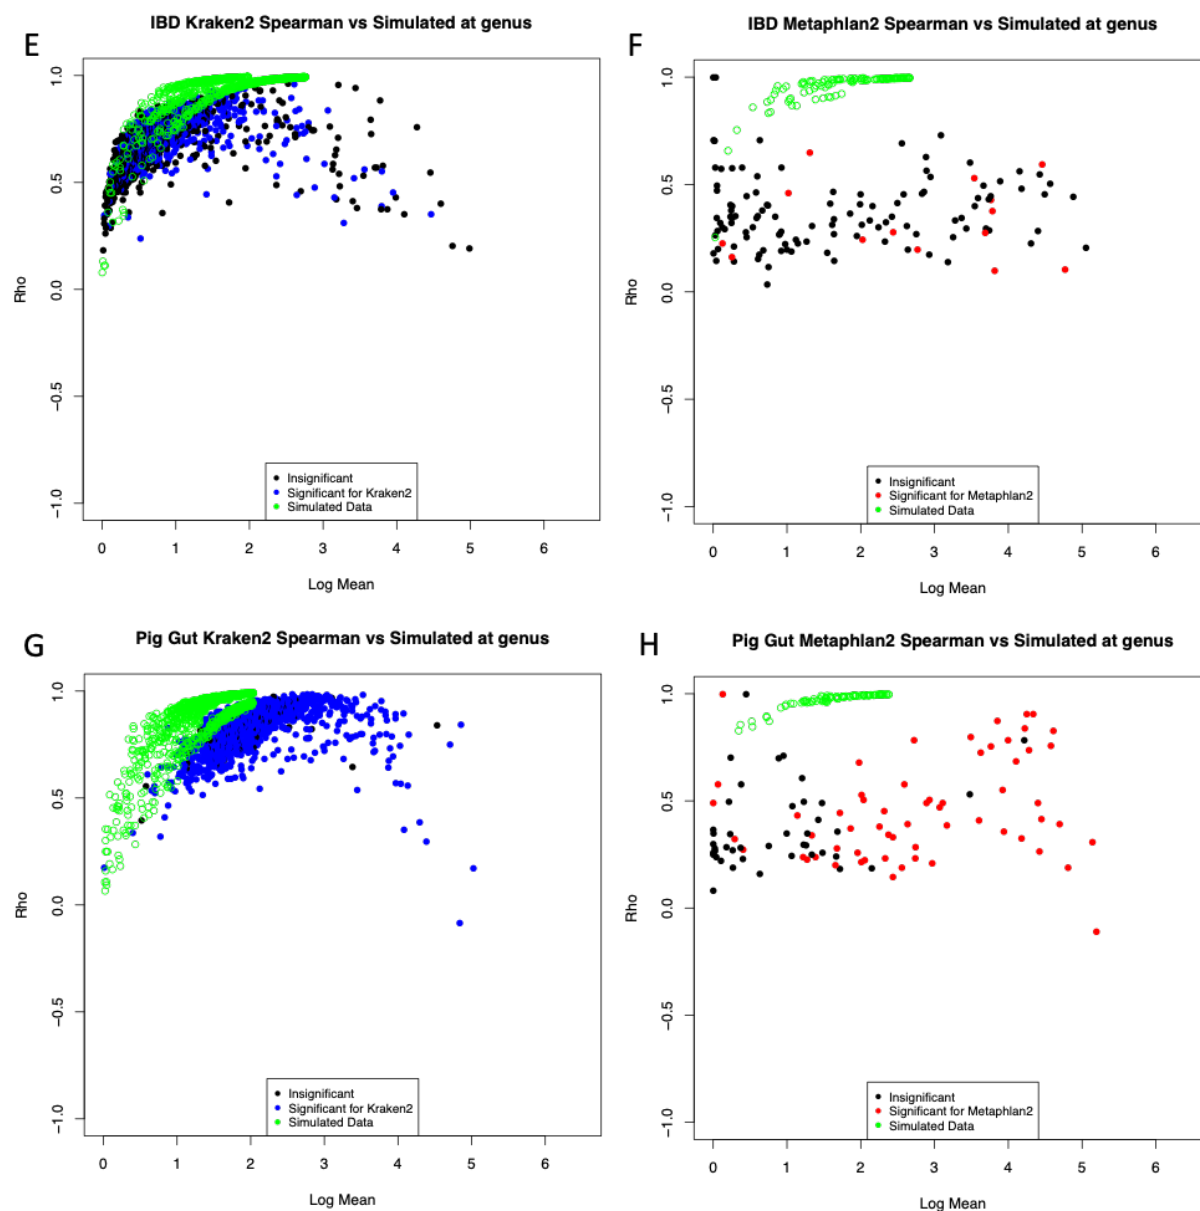 E
IBD Kraken2 Spearman vs Simulated at genus
1.0
0.5
0.0
−0.5
−1.0
Rho
Insignificant
Significant for Kraken2
Simulated Data
0 1 2 3 4 5 6
Log Mean
F
IBD Metaphlan2 Spearman vs Simulated at genus
1.0
0.5
0.0
−0.5
−1.0
Rho
Insignificant
Significant for Metaphlan2
Simulated Data
0 1 2 3 4 5 6
Log Mean
G
Pig Gut Kraken2 Spearman vs Simulated at genus
1.0
0.5
0.0
−0.5
−1.0
Rho
Insignificant
Significant for Kraken2
Simulated Data
0 1 2 3 4 5 6
Log Mean
H
Pig Gut Metaphlan2 Spearman vs Simulated at genus
1.0
0.5
0.0
−0.5
−1.0
Rho
Insignificant
Significant for Metaphlan2
Simulated Data
0 1 2 3 4 5 6
Log Mean